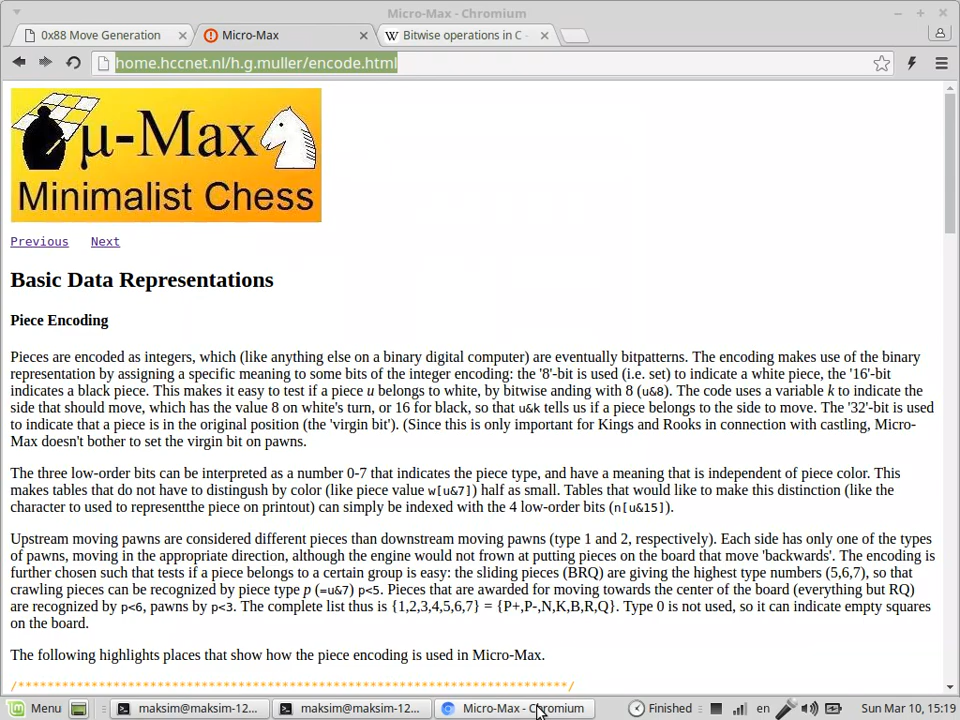 Micro-Max - Chromium
0x88 Move Generation
Micro-Max
Bitwise operations in C -
home.hccnet.nl/h.g.muller/encode.html
μ-Max
Minimalist Chess
Previous Next
Basic Data Representations
Piece Encoding
Pieces are encoded as integers, which (like anything else on a binary digital computer) are eventually bitpatterns. The encoding makes use of the binary
representation by assigning a specific meaning to some bits of the integer encoding: the '8'-bit is used (i.e. set) to indicate a white piece, the '16'-bit
indicates a black piece. This makes it easy to test if a piece u belongs to white, by bitwise anding with 8 (u&8). The code uses a variable k to indicate the
side that should move, which has the value 8 on white's turn, or 16 for black, so that u&k tells us if a piece belongs to the side to move. The '32'-bit is used
to indicate that a piece is in the original position (the 'virgin bit'). (Since this is only important for Kings and Rooks in connection with castling, Micro-
Max doesn't bother to set the virgin bit on pawns.
The three low-order bits can be interpreted as a number 0-7 that indicates the piece type, and have a meaning that is independent of piece color. This
makes tables that do not have to distingush by color (like piece value w[u&7]) half as small. Tables that would like to make this distinction (like the
character to used to representthe piece on printout) can simply be indexed with the 4 low-order bits (n[u&15]).
Upstream moving pawns are considered different pieces than downstream moving pawns (type 1 and 2, respectively). Each side has only one of the types
of pawns, moving in the appropriate direction, although the engine would not frown at putting pieces on the board that move 'backwards'. The encoding is
further chosen such that tests if a piece belongs to a certain group is easy: the sliding pieces (BRQ) are giving the highest type numbers (5,6,7), so that
crawling pieces can be recognized by piece type p (=u&7) p<5. Pieces that are awarded for moving towards the center of the board (everything but RQ)
are recognized by p<6, pawns by p<3. The complete list thus is {1,2,3,4,5,6,7} = {P+,P-,N,K,B,R,Q}. Type 0 is not used, so it can indicate empty squares
on the board.
The following highlights places that show how the piece encoding is used in Micro-Max.
/***************************************************************************/
Menu maksim@maksim-12... maksim@maksim-12... Micro-Max - Chromium Finished en Sun Mar 10, 15:19